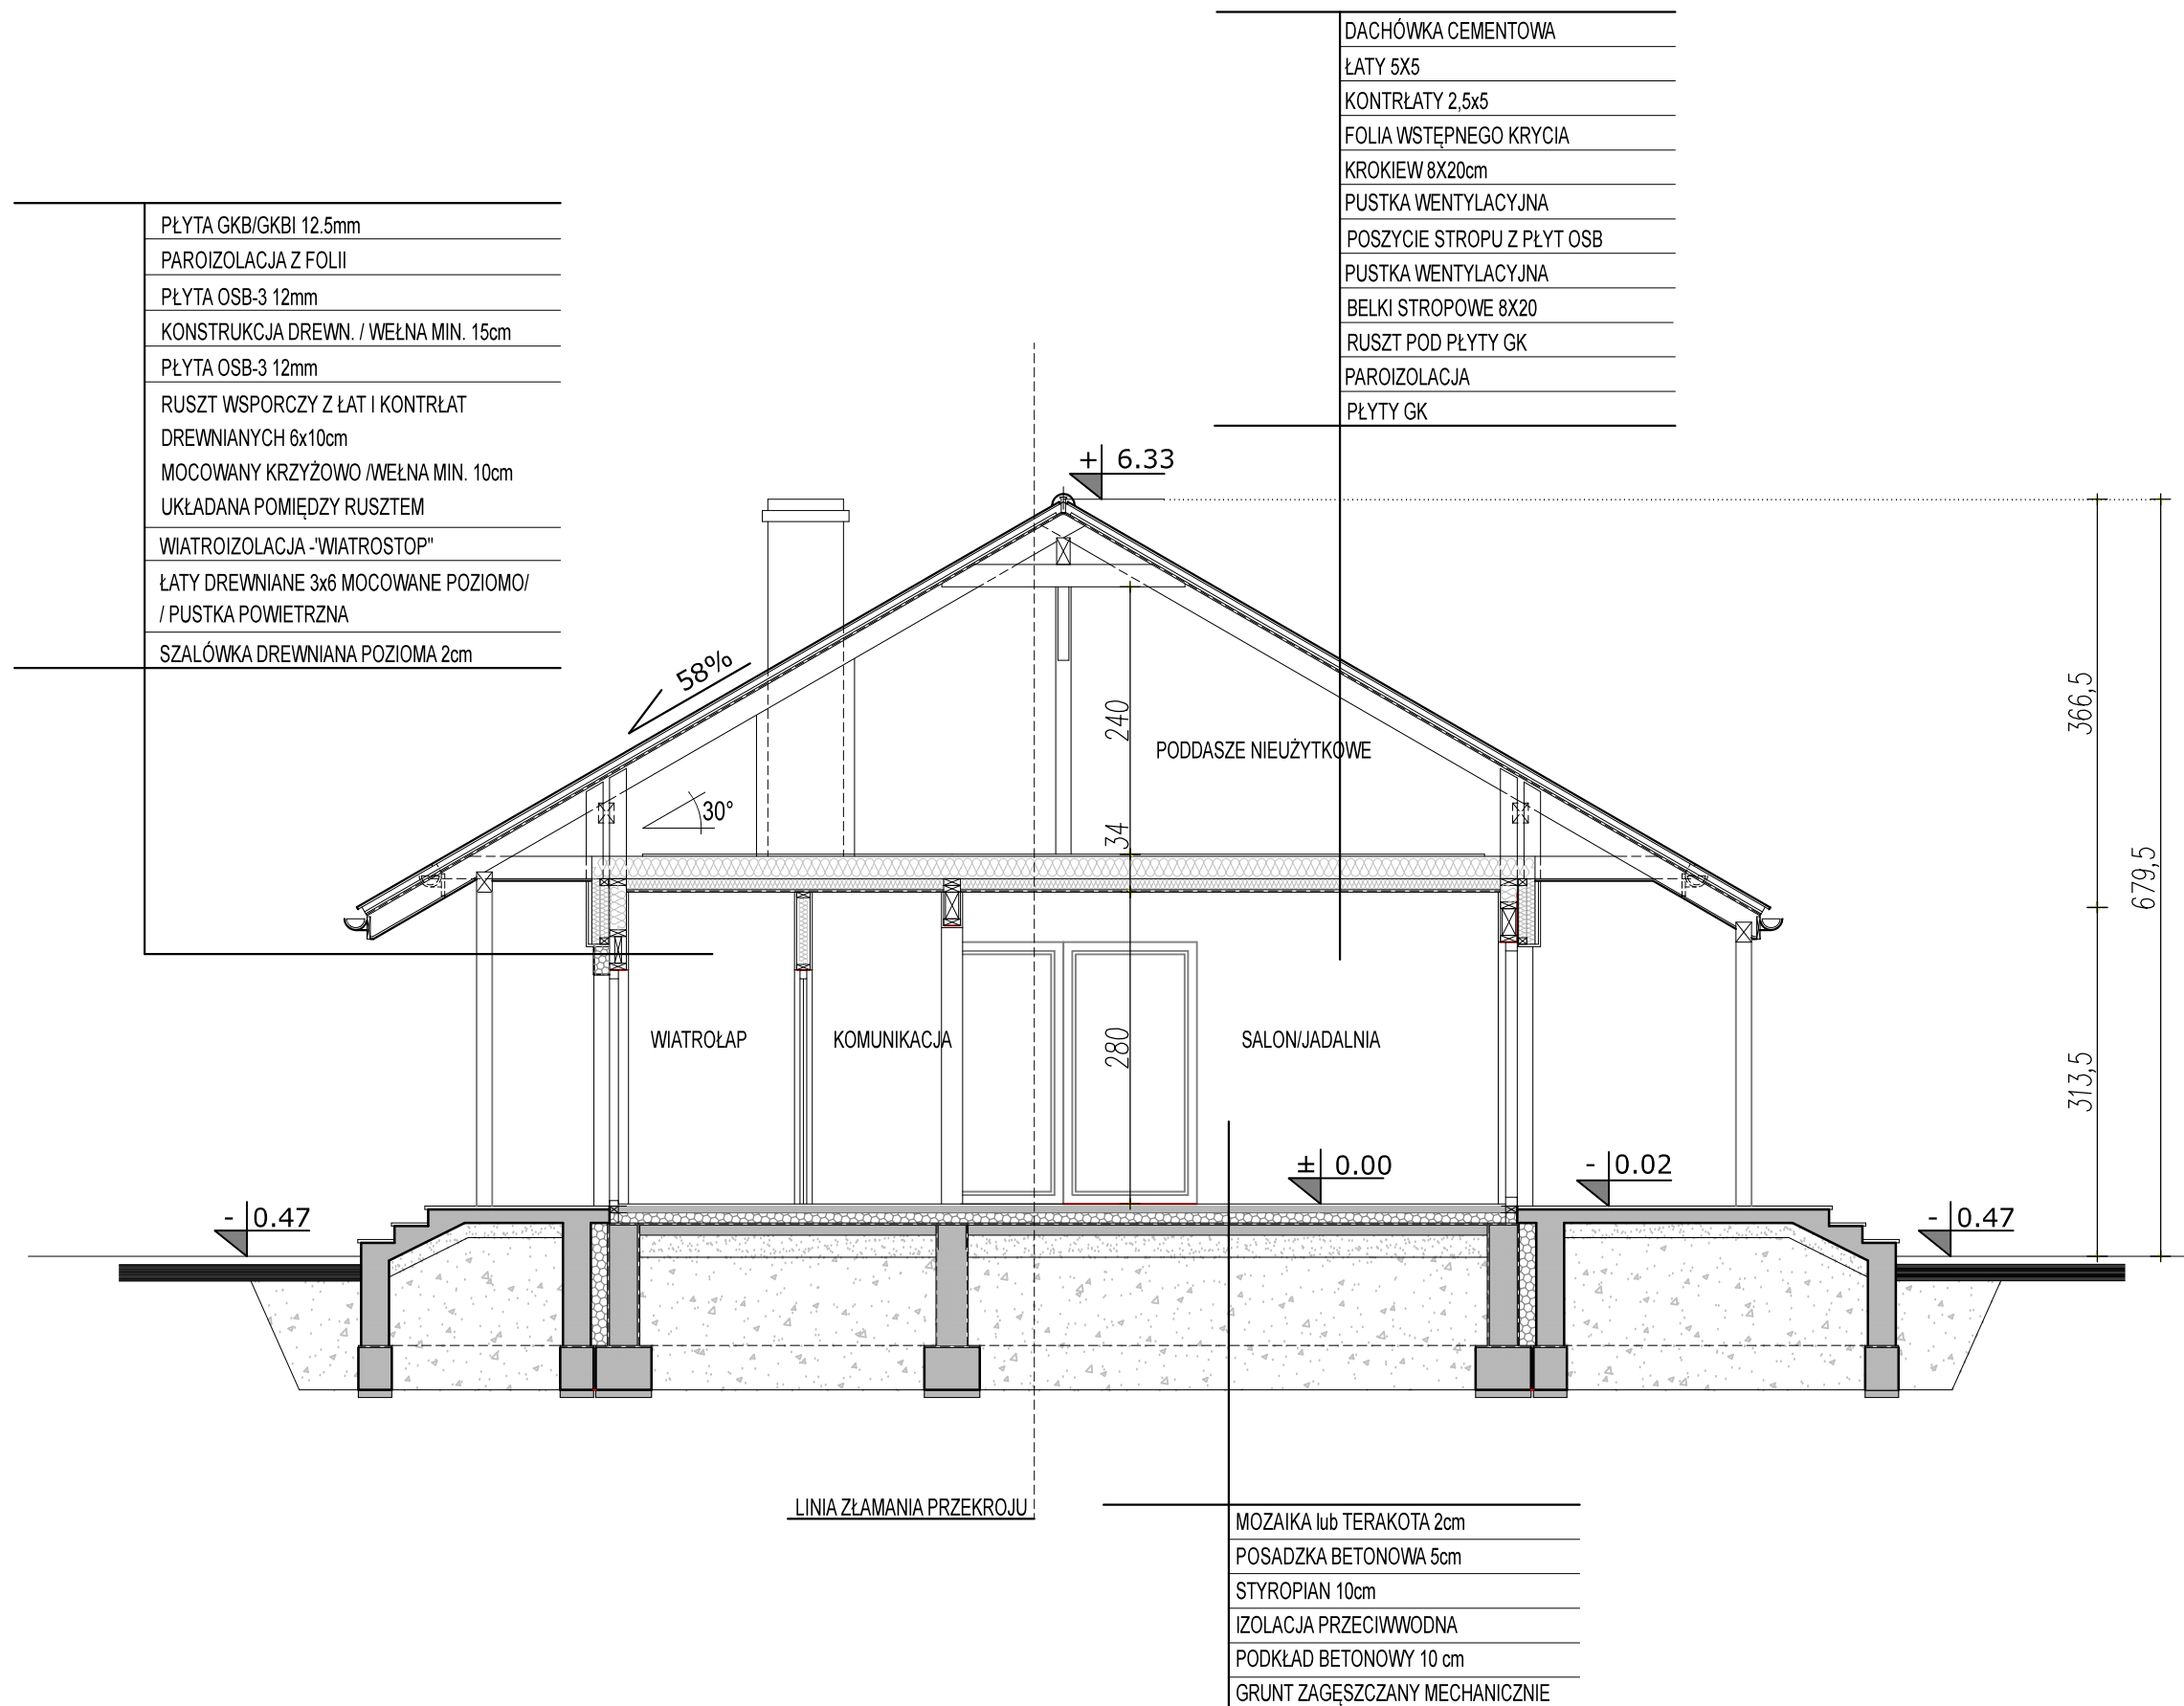 DACHÓWKA CEMENTOWA
ŁATY 5X5
KONTRŁATY 2,5x5
FOLIA WSTĘPNEGO KRYCIA
KROKIEW 8X20cm
PUSTKA WENTYLACYJNA
POSZYCIE STROPU Z PŁYT OSB
PUSTKA WENTYLACYJNA
BELKI STROPOWE 8X20
RUSZT POD PŁYTY GK
PAROIZOLACJA
PŁYTY GK
PŁYTA GKB/GKBI 12.5mm
PAROIZOLACJA Z FOLII
PŁYTA OSB-3 12mm
KONSTRUKCJA DREWN. / WEŁNA MIN. 15cm
PŁYTA OSB-3 12mm
RUSZT WSPORCZY Z ŁAT I KONTRŁAT
DREWNIANYCH 6x10cm
MOCOWANY KRZYŻOWO /WEŁNA MIN. 10cm
UKŁADANA POMIĘDZY RUSZTEM
WIATROIZOLACJA -'WIATROSTOP"
ŁATY DREWNIANE 3x6 MOCOWANE POZIOMO/
/ PUSTKA POWIETRZNA
SZALÓWKA DREWNIANA POZIOMA 2cm
+ 6.33
58%
366,5
240
PODDASZE NIEUŻYTKOWE
30°
34
679,5
WIATROŁAP
KOMUNIKACJA
280
SALON/JADALNIA
313,5
± 0.00
- 0.02
- 0.47
- 0.47
LINIA ZŁAMANIA PRZEKROJU
MOZAIKA lub TERAKOTA 2cm
POSADZKA BETONOWA 5cm
STYROPIAN 10cm
IZOLACJA PRZECIWWODNA
PODKŁAD BETONOWY 10 cm
GRUNT ZAGĘSZCZANY MECHANICZNIE